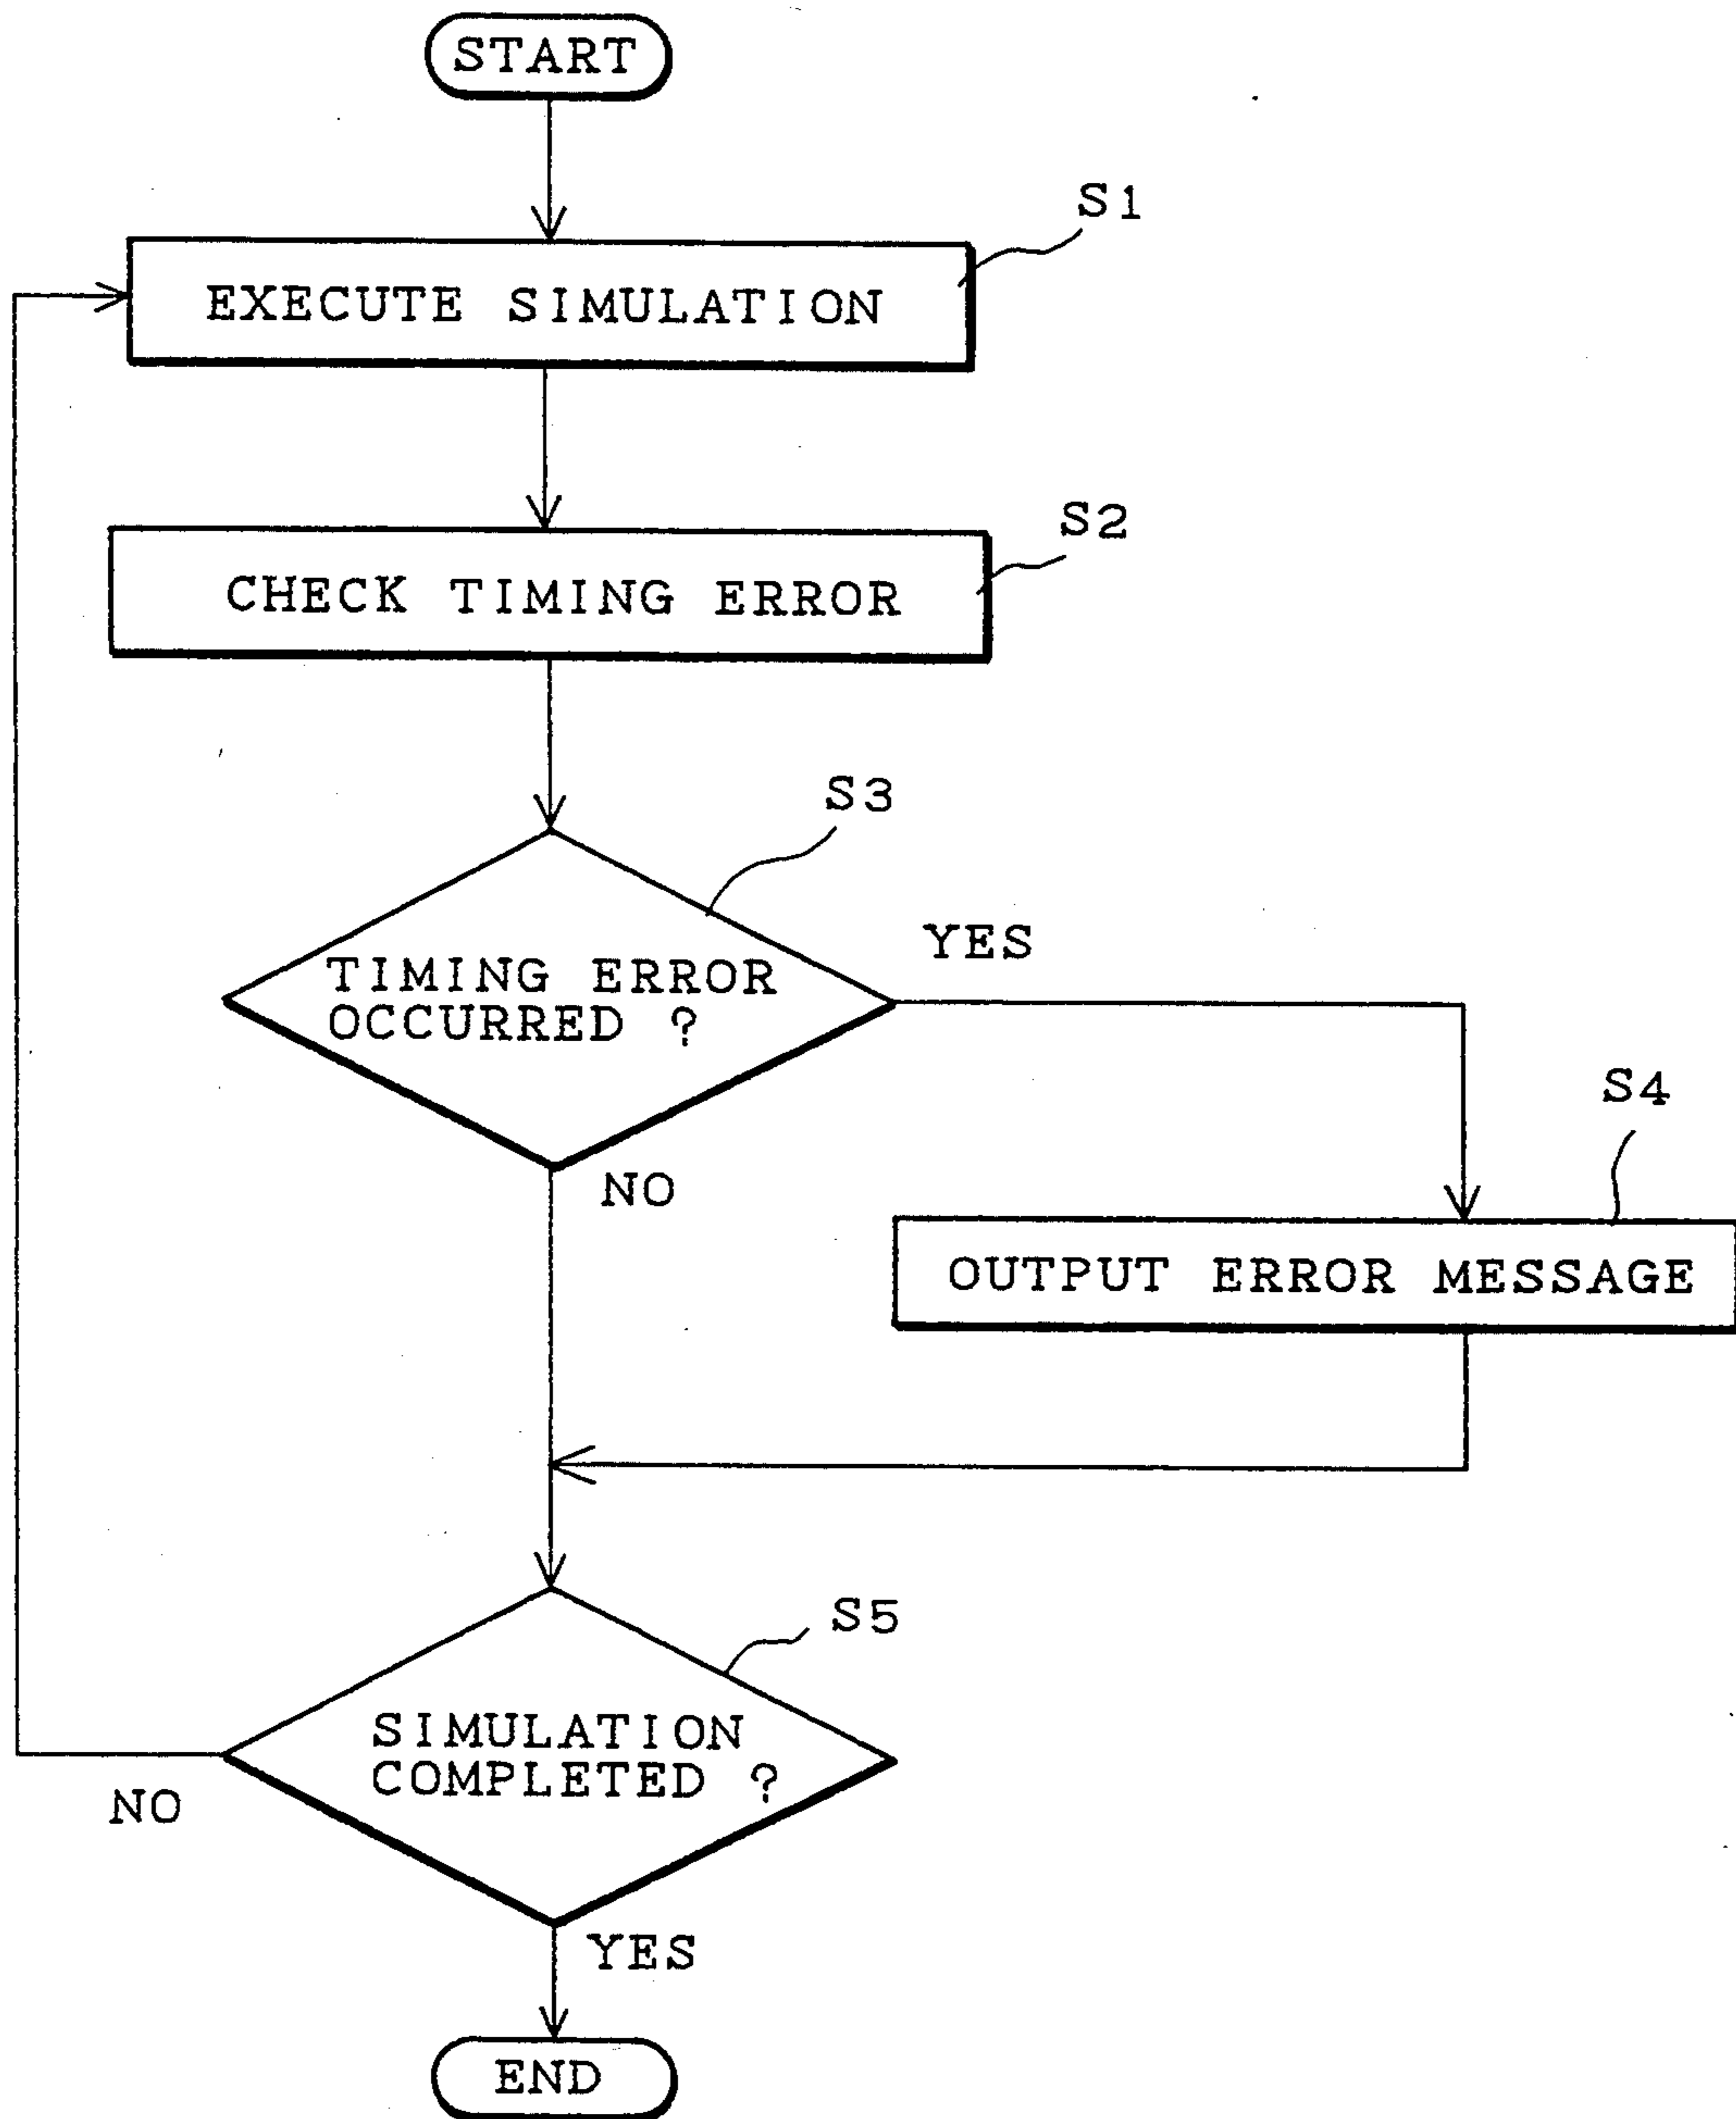 START
S1
EXECUTE SIMULATION
S2
CHECK TIMING ERROR
S3
YES
TIMING ERROR
OCCURRED ?
S4
NO
OUTPUT ERROR MESSAGE
S5
SIMULATION
COMPLETED ?
NO
YES
END